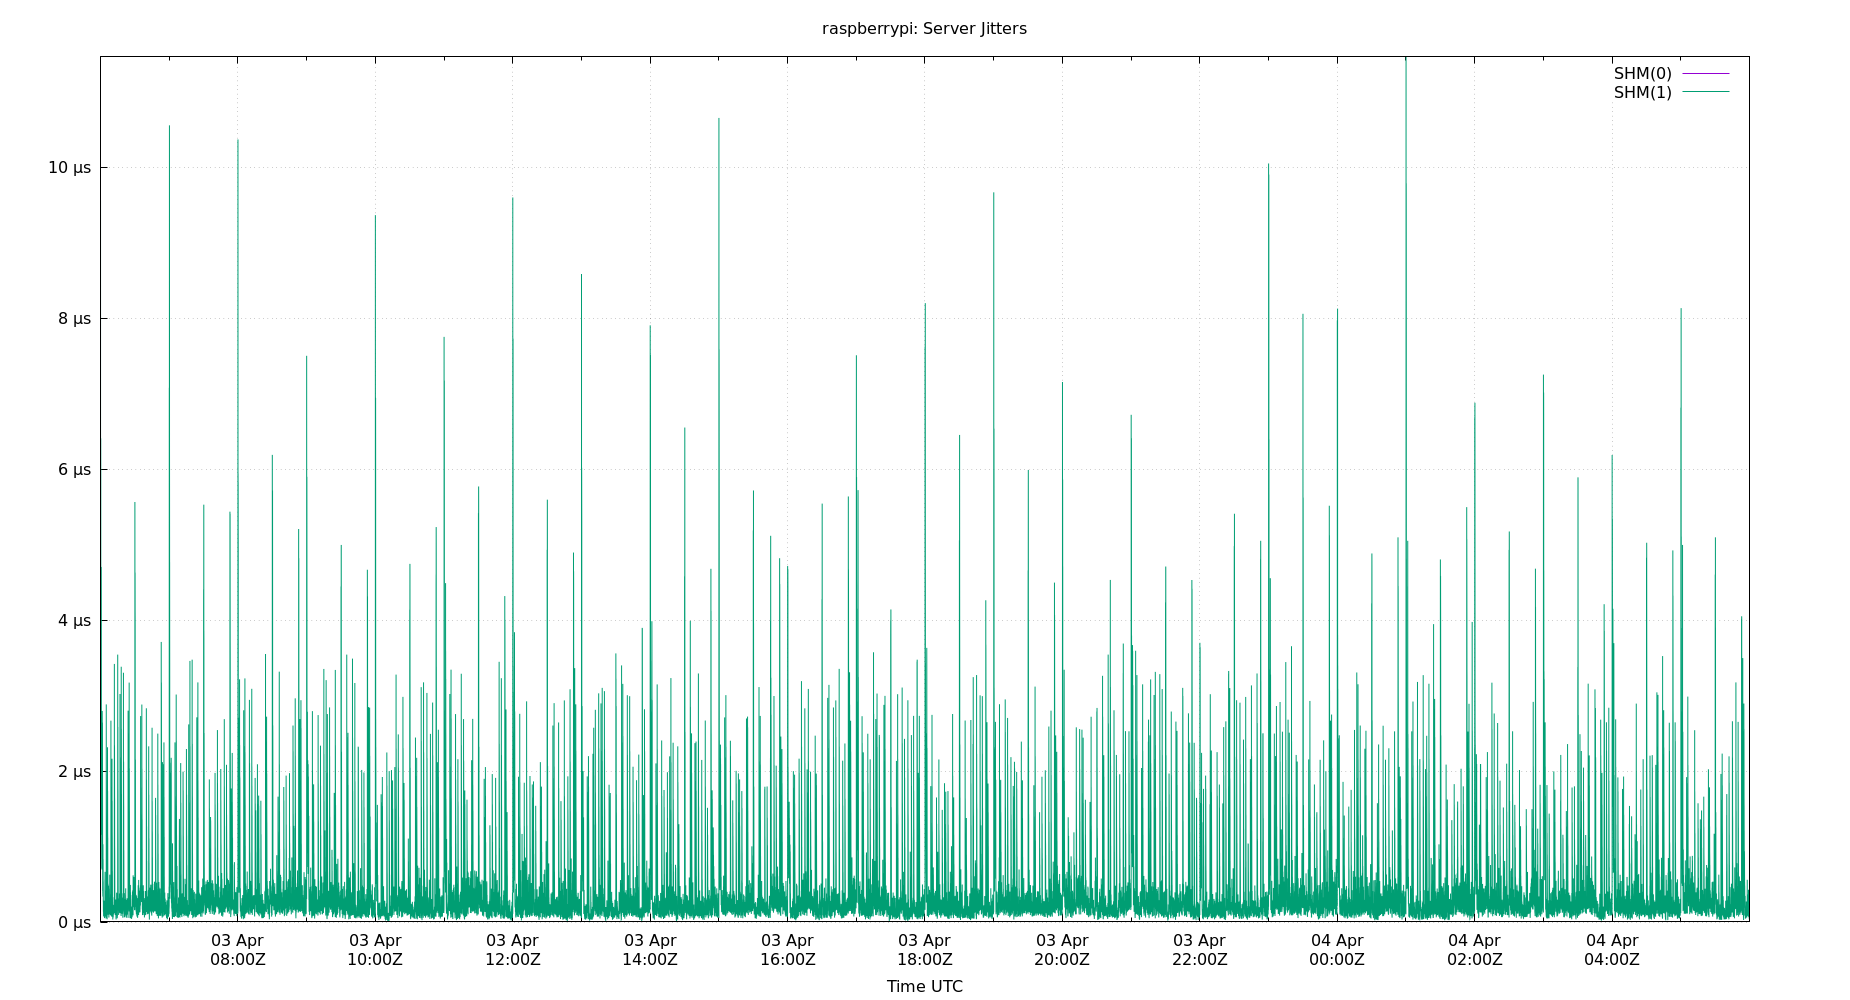 raspberrypi: Server Jitters
SHM(0)
SHM(1)
10 µs
8 µs
6 µs
4 µs
2 µs
0 µs
03 Apr 03 Apr 03 Apr 03 Apr 03 Apr 03 Apr 03 Apr 03 Apr 04 Apr 04 Apr 04 Apr
08:00Z 10:00Z 12:00Z 14:00Z 16:00Z 18:00Z 20:00Z 22:00Z 00:00Z 02:00Z 04:00Z
Time UTC